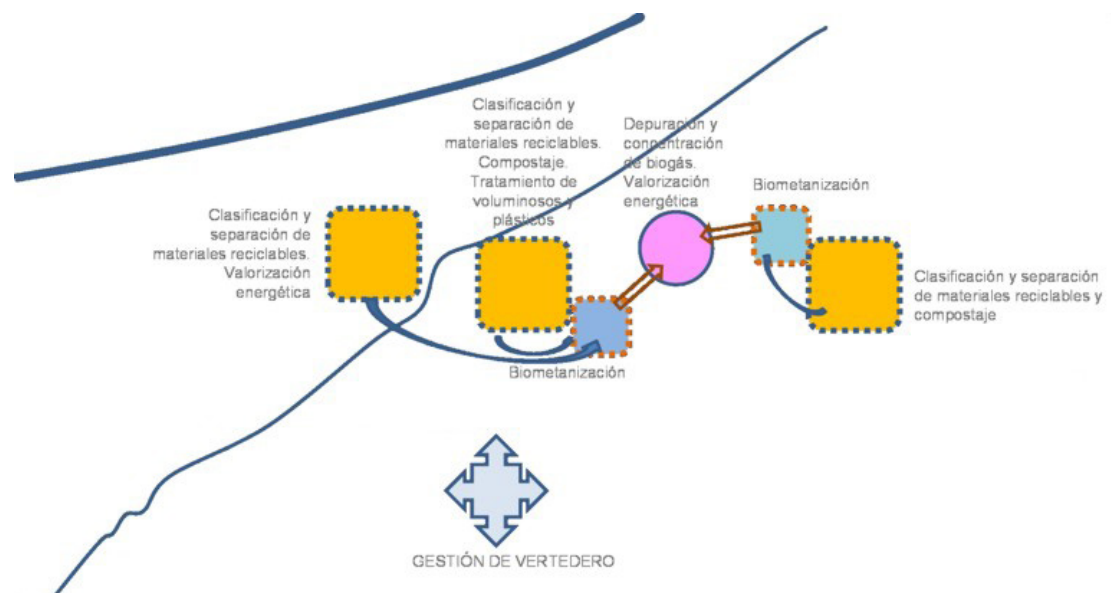 Clasificación y
separación de
materiales reciclables.
Compostaje.
Tratamiento de
voluminosos y
plásticos
Depuración y
concentración
de biogás.
Valorización
energética
Biometanización
Clasificación y
separación de
materiales reciclables.
Valorización
energética
Clasificación y separación
de materiales reciclables y
compostaje
Biometanización
GESTIÓN DE VERTEDERO